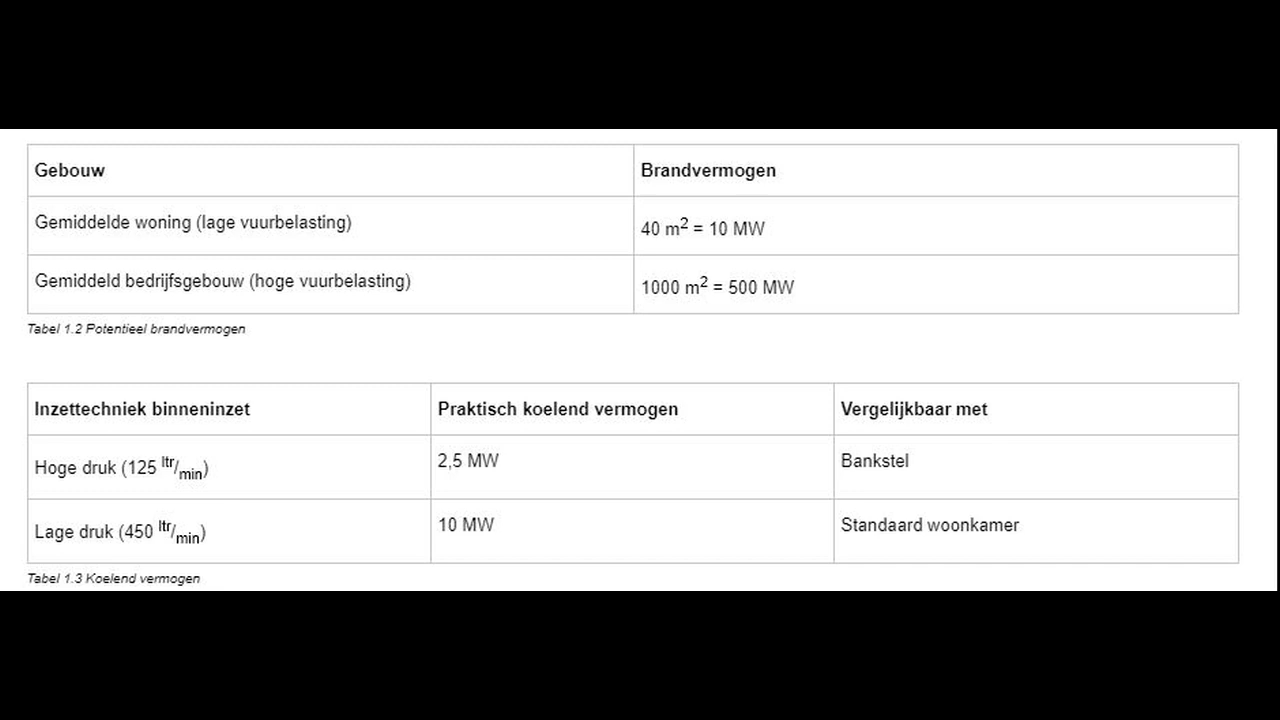 Gebouw Brandvermogen
Gemiddelde woning (lage vuurbelasting) 40 m² = 10 MW
Gemiddeld bedrijfsgebouw (hoge vuurbelasting) 1000 m² = 500 MW
Tabel 1.2 Potentieel brandvermogen
Inzettechniek binneninzet Praktisch koelend vermogen Vergelijkbaar met
Hoge druk (125 ltr/min) 2,5 MW Bankstel
Lage druk (450 ltr/min) 10 MW Standaard woonkamer
Tabel 1.3 Koelend vermogen